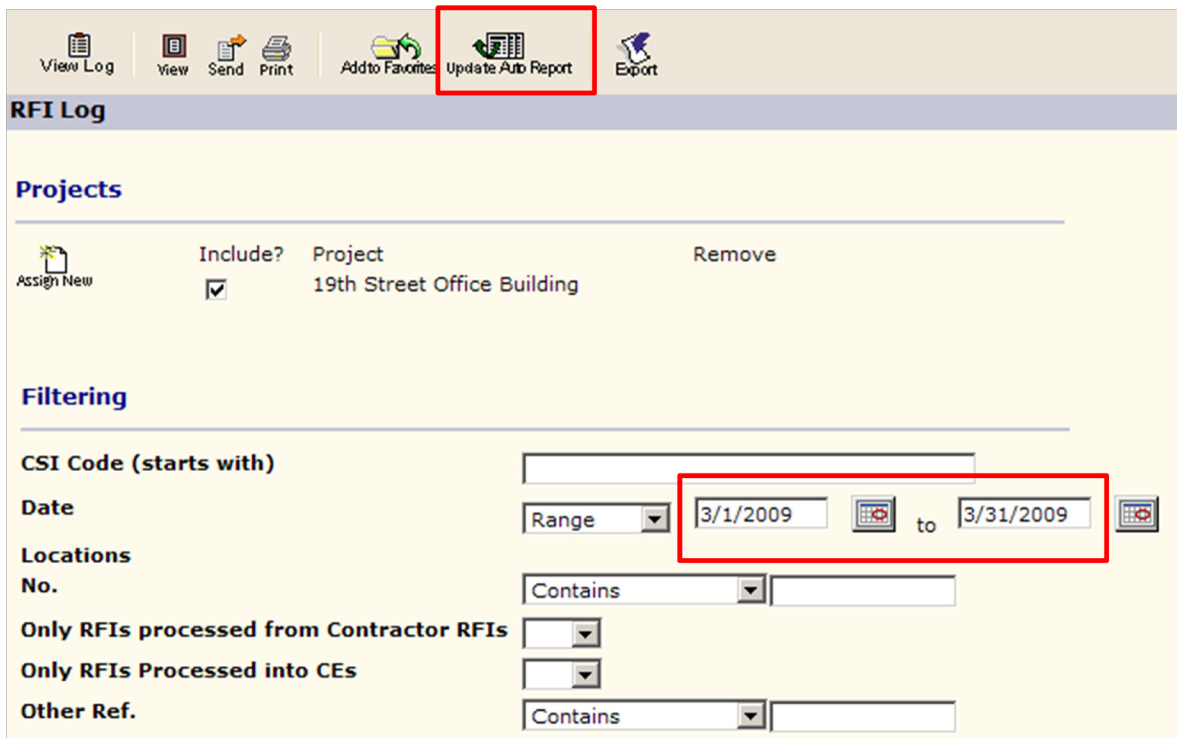 View Log View Send Print Add to Favorites Update Auto Report Export
RFI Log
Projects
Assign New Include? Project Remove
19th Street Office Building
Filtering
CSI Code (starts with)
Date Range 3/1/2009 to 3/31/2009
Locations
No. Contains
Only RFIs processed from Contractor RFIs
Only RFIs Processed into CEs
Other Ref. Contains